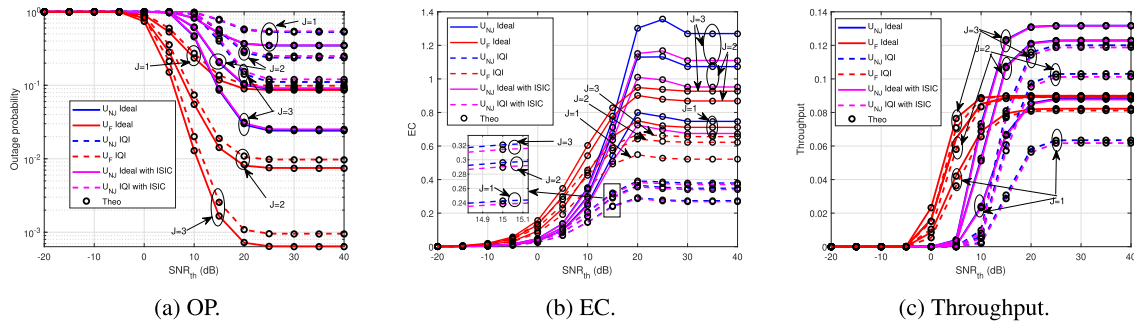 10^0
10^-1
10^-2
10^-3
Outage probability
J=1
J=1
J=2
J=3
J=2
J=3
U_NJ Ideal
U_F Ideal
U_NJ IQI
U_F IQI
U_NJ Ideal with ISIC
U_NJ IQI with ISIC
Theo
-20 -10 0 10 20 30 40
SNR_th (dB)
(a) OP.
1.4
1.2
1
0.8
0.6
0.4
0.2
0
EC
U_NJ Ideal
U_F Ideal
U_NJ IQI
U_F IQI
U_NJ Ideal with ISIC
U_NJ IQI with ISIC
Theo
J=3
J=2
J=1
J=3
J=2
J=1
0.32
0.3
0.28
0.26
0.24
J=3
J=2
J=1
14.9 15 15.1
-20 -10 0 10 20 30 40
SNR_th (dB)
(b) EC.
0.14
0.12
0.1
0.08
0.06
0.04
0.02
0
Throughput
U_NJ Ideal
U_F Ideal
U_NJ IQI
U_F IQI
U_NJ Ideal with ISIC
U_NJ IQI with ISIC
Theo
J=3
J=2
J=1
-20 -10 0 10 20 30 40
SNR_th (dB)
(c) Throughput.